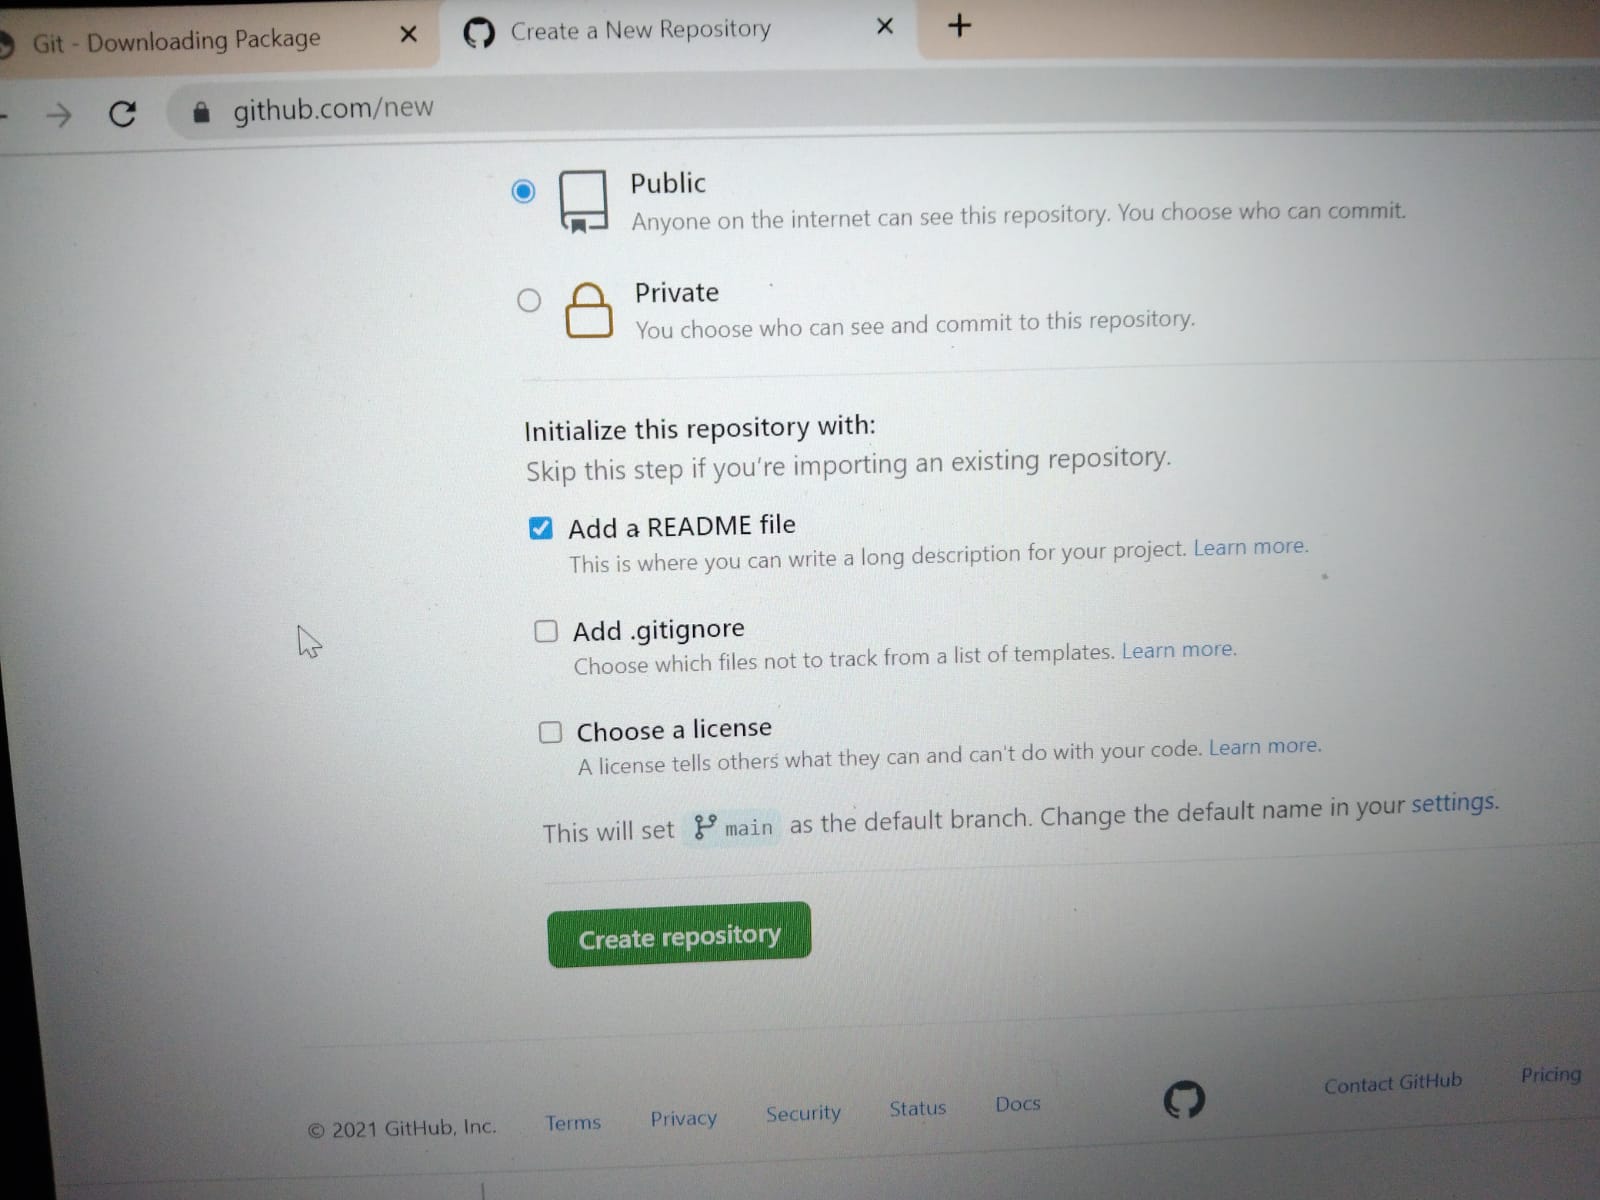 Git - Downloading Package
Create a New Repository
github.com/new
Public
Anyone on the internet can see this repository. You choose who can commit.
Private
You choose who can see and commit to this repository.
Initialize this repository with:
Skip this step if you're importing an existing repository.
Add a README file
This is where you can write a long description for your project. Learn more.
Add .gitignore
Choose which files not to track from a list of templates. Learn more.
Choose a license
A license tells others what they can and can't do with your code. Learn more.
This will set main as the default branch. Change the default name in your settings.
Create repository
© 2021 GitHub, Inc. Terms Privacy Security Status Docs Contact GitHub Pricing